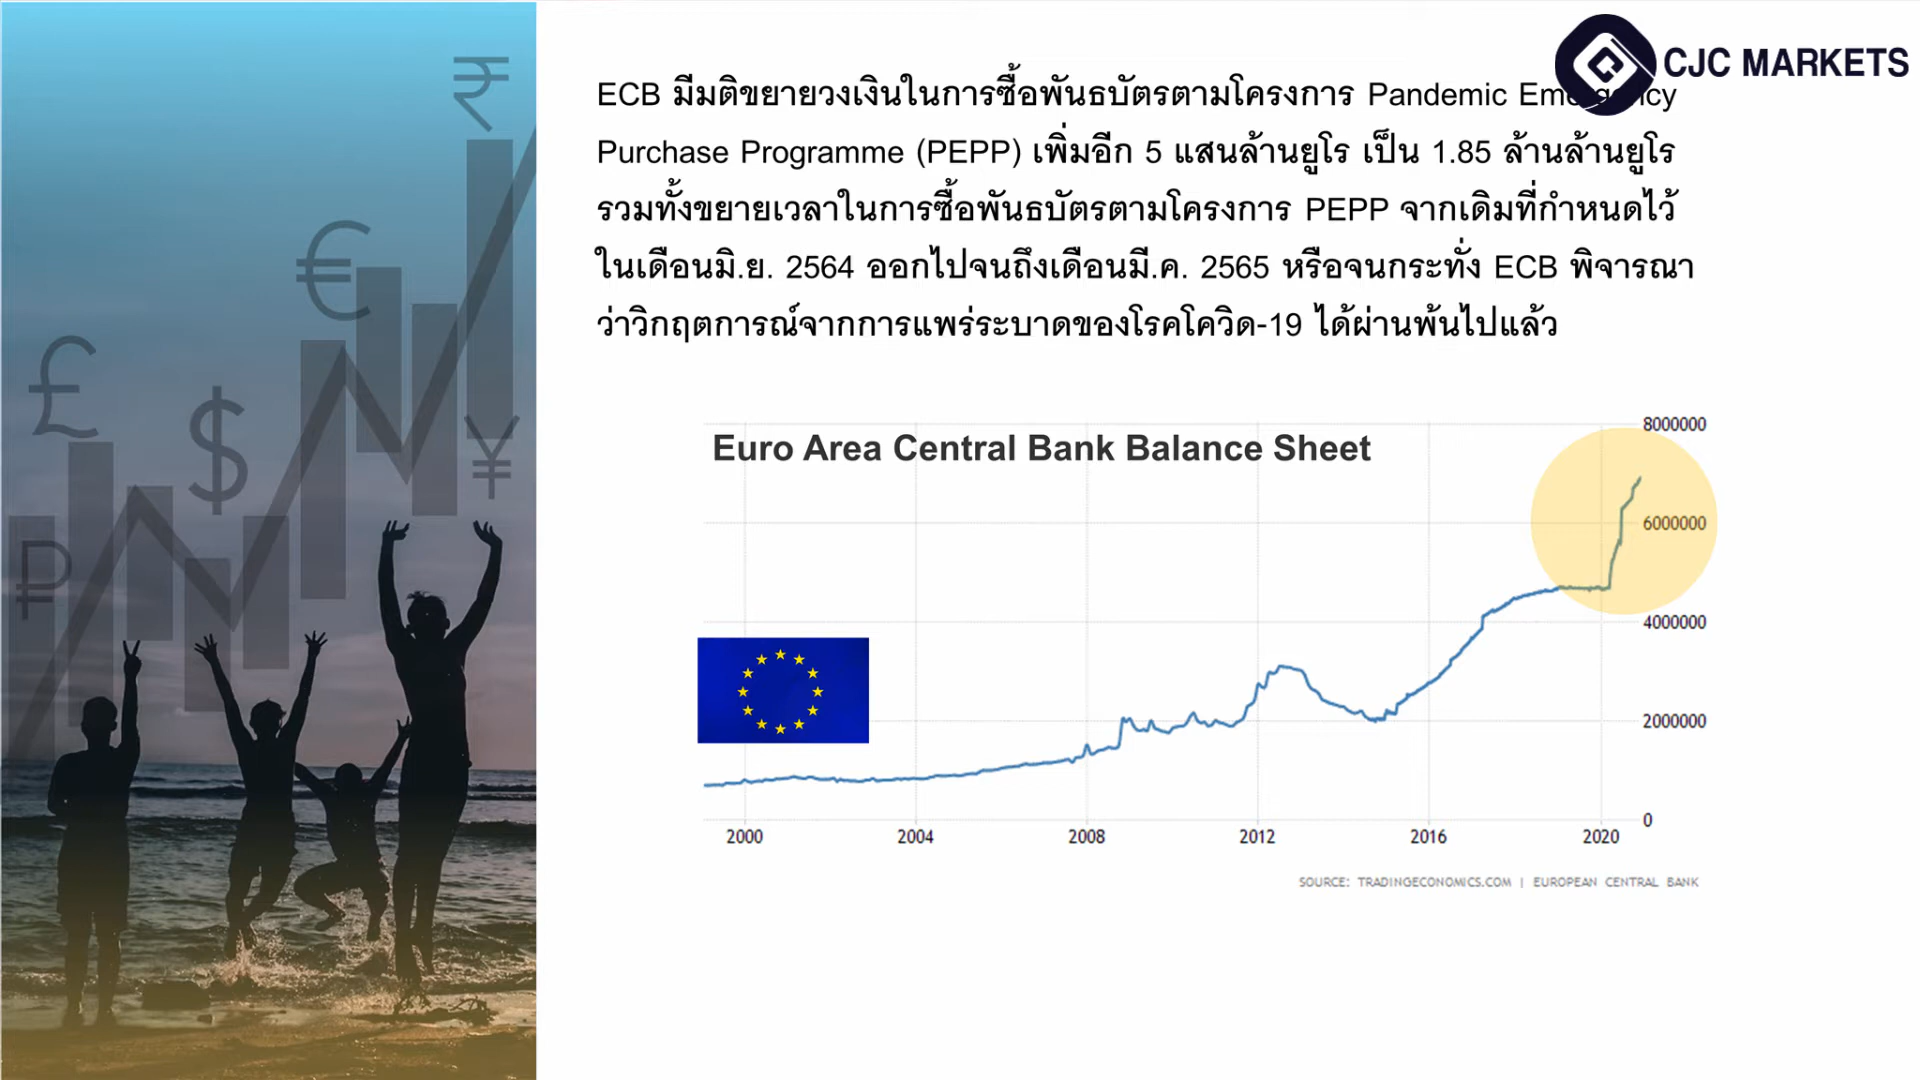 CJC MARKETS
ECB มีมติขยายวงเงินในการซื้อพันธบัตรตามโครงการ Pandemic
Purchase Programme (PEPP) เพิ่มอีก 5 แสนล้านยูโร เป็น 1.85 ล้านล้านยูโร
รวมทั้งขยายเวลาในการซื้อพันธบัตรตามโครงการ PEPP จากเดิมที่กำหนดไว้
ในเดือนมิ.ย. 2564 ออกไปจนถึงเดือนมี.ค. 2565 หรือจนกระทั่ง ECB พิจารณา
ว่าวิกฤตการณ์จากการแพร่ระบาดของโรคโควิด-19 ได้ผ่านพ้นไปแล้ว
Euro Area Central Bank Balance Sheet
8000000
6000000
4000000
2000000
0
2000 2004 2008 2012 2016 2020
SOURCE: TRADINGECONOMICS.COM | EUROPEAN CENTRAL BANK
₹
€
£
$
¥
₽